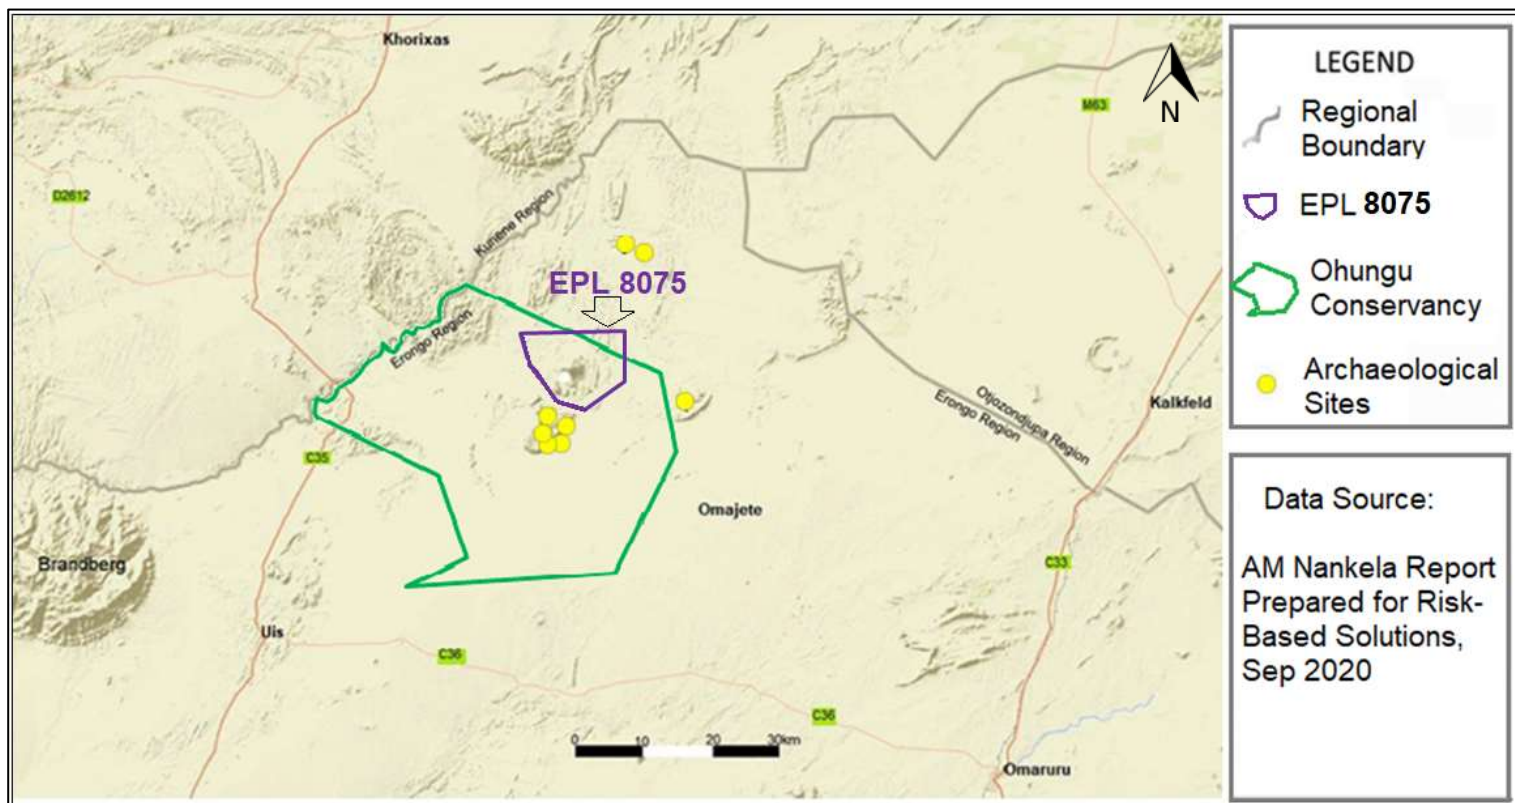 Khorixas
M63
N
D2612
Kunene Region
EPL 8075
Erongo Region
Otjozondjupa Region
Erongo Region
Kalkfeld
C35
Omajete
Brandberg
C33
Uis
C36
C36
0 10 20 30km
Omaruru
LEGEND
Regional
Boundary
EPL 8075
Ohungu
Conservancy
Archaeological
Sites
Data Source:
AM Nankela Report
Prepared for Risk-
Based Solutions,
Sep 2020